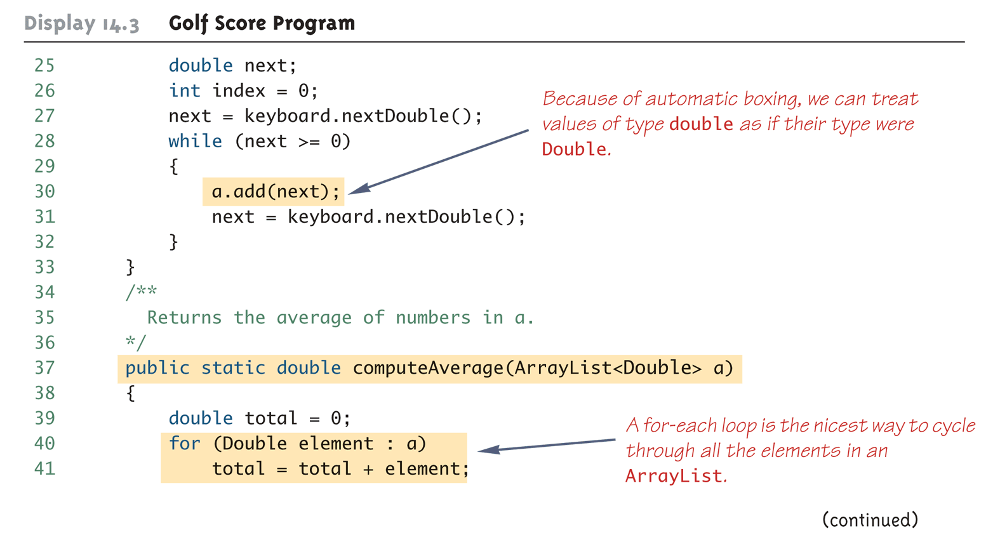 Display 14.3 Golf Score Program
25 double next;
26 int index = 0;
27 next = keyboard.nextDouble();
28 while (next >= 0)
29 {
30 a.add(next);
31 next = keyboard.nextDouble();
32 }
33 }
Because of automatic boxing, we can treat
values of type double as if their type were
Double.
34 /**
35 Returns the average of numbers in a.
36 */
37 public static double computeAverage(ArrayList<Double> a)
38 {
39 double total = 0;
40 for (Double element : a)
41 total = total + element;
A for-each loop is the nicest way to cycle
through all the elements in an
ArrayList.
(continued)